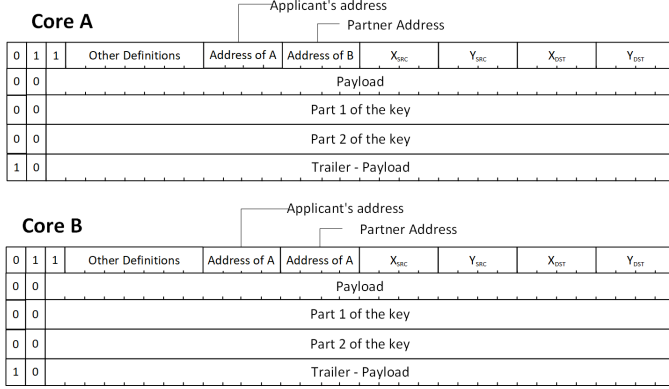 Applicant's address
Core A
Partner Address
0 1 1 Other Definitions Address of A Address of B XSRC YSRC XDST YDST
0 0 Payload
0 0 Part 1 of the key
0 0 Part 2 of the key
1 0 Trailer - Payload
Applicant's address
Core B
Partner Address
0 1 1 Other Definitions Address of A Address of A XSRC YSRC XDST YDST
0 0 Payload
0 0 Part 1 of the key
0 0 Part 2 of the key
1 0 Trailer - Payload